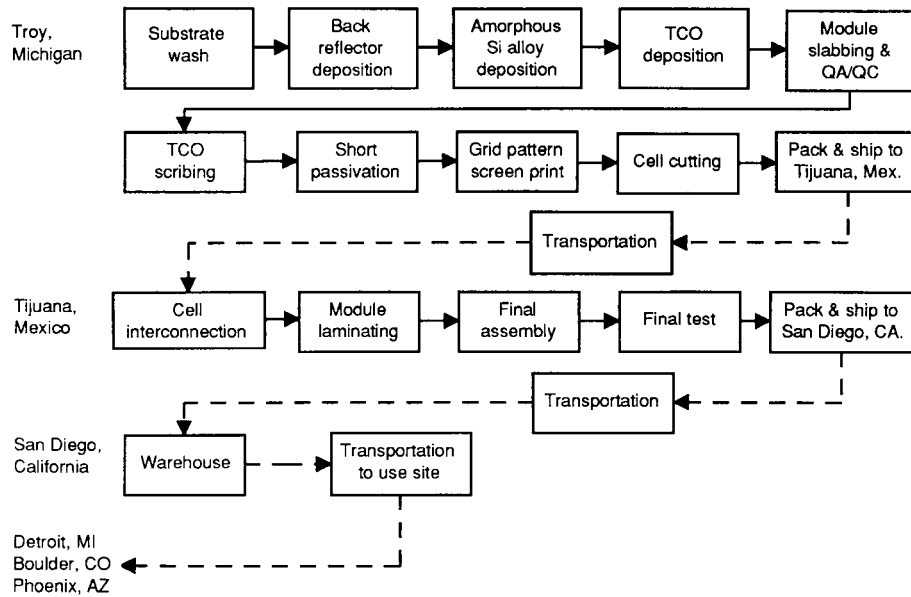 Troy,
Michigan
Substrate
wash
Back
reflector
deposition
Amorphous
Si alloy
deposition
TCO
deposition
Module
slabbing &
QA/QC
TCO
scribing
Short
passivation
Grid pattern
screen print
Cell cutting
Pack & ship to
Tijuana, Mex.
Transportation
Tijuana,
Mexico
Cell
interconnection
Module
laminating
Final
assembly
Final test
Pack & ship to
San Diego, CA.
Transportation
San Diego,
California
Warehouse
Transportation
to use site
Detroit, MI
Boulder, CO
Phoenix, AZ